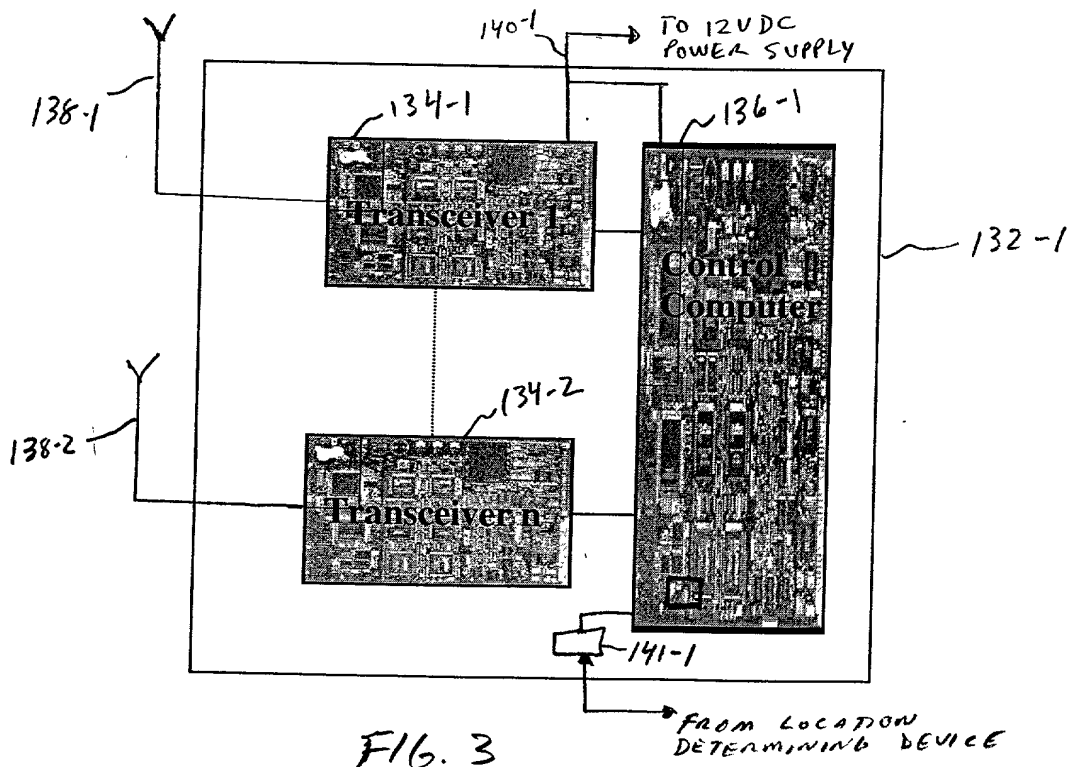 140-1
TO 12VDC
POWER SUPPLY
138-1
134-1
136-1
Transceiver 1
132-1
Control
Computer
134-2
138-2
Transceiver n
141-1
FROM LOCATION
DETERMINING DEVICE
FIG. 3